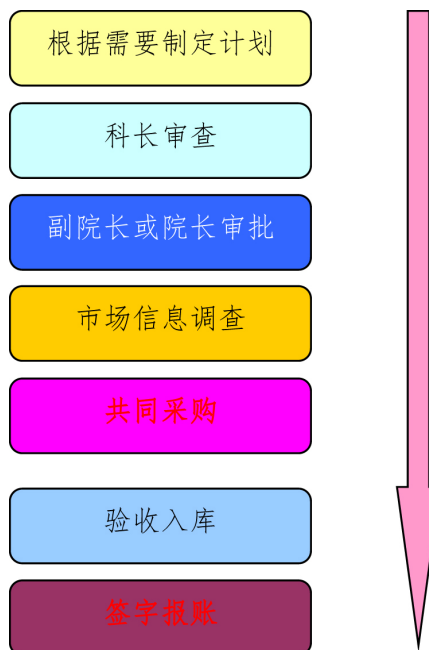 根据需要制定计划
科长审查
副院长或院长审批
市场信息调查
共同采购
验收入库
签字报账